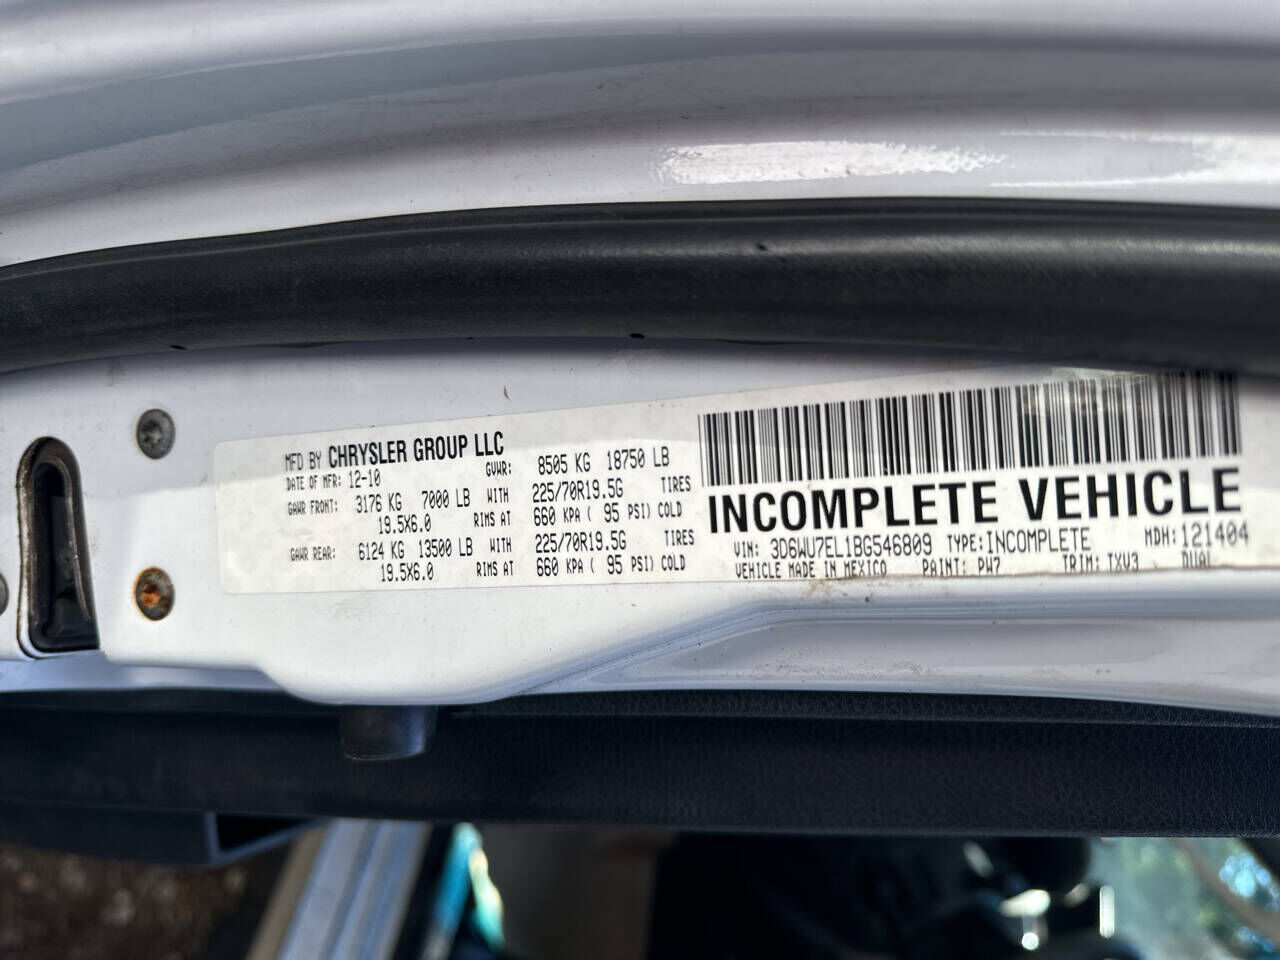 MFD BY CHRYSLER GROUP LLC
DATE OF MFR: 12-10 GVWR: 8505 KG 18750 LB
GAWR FRONT: 3176 KG 7000 LB WITH 225/70R19.5G TIRES
19.5X6.0 RIMS AT 660 KPA ( 95 PSI) COLD
GAWR REAR: 6124 KG 13500 LB WITH 225/70R19.5G TIRES
19.5X6.0 RIMS AT 660 KPA ( 95 PSI) COLD
INCOMPLETE VEHICLE
VIN: 3D6WU7EL1BG546809 TYPE: INCOMPLETE MDH: 121404
VEHICLE MADE IN MEXICO PAINT: PW7 TRIM: TXV3 DUAL